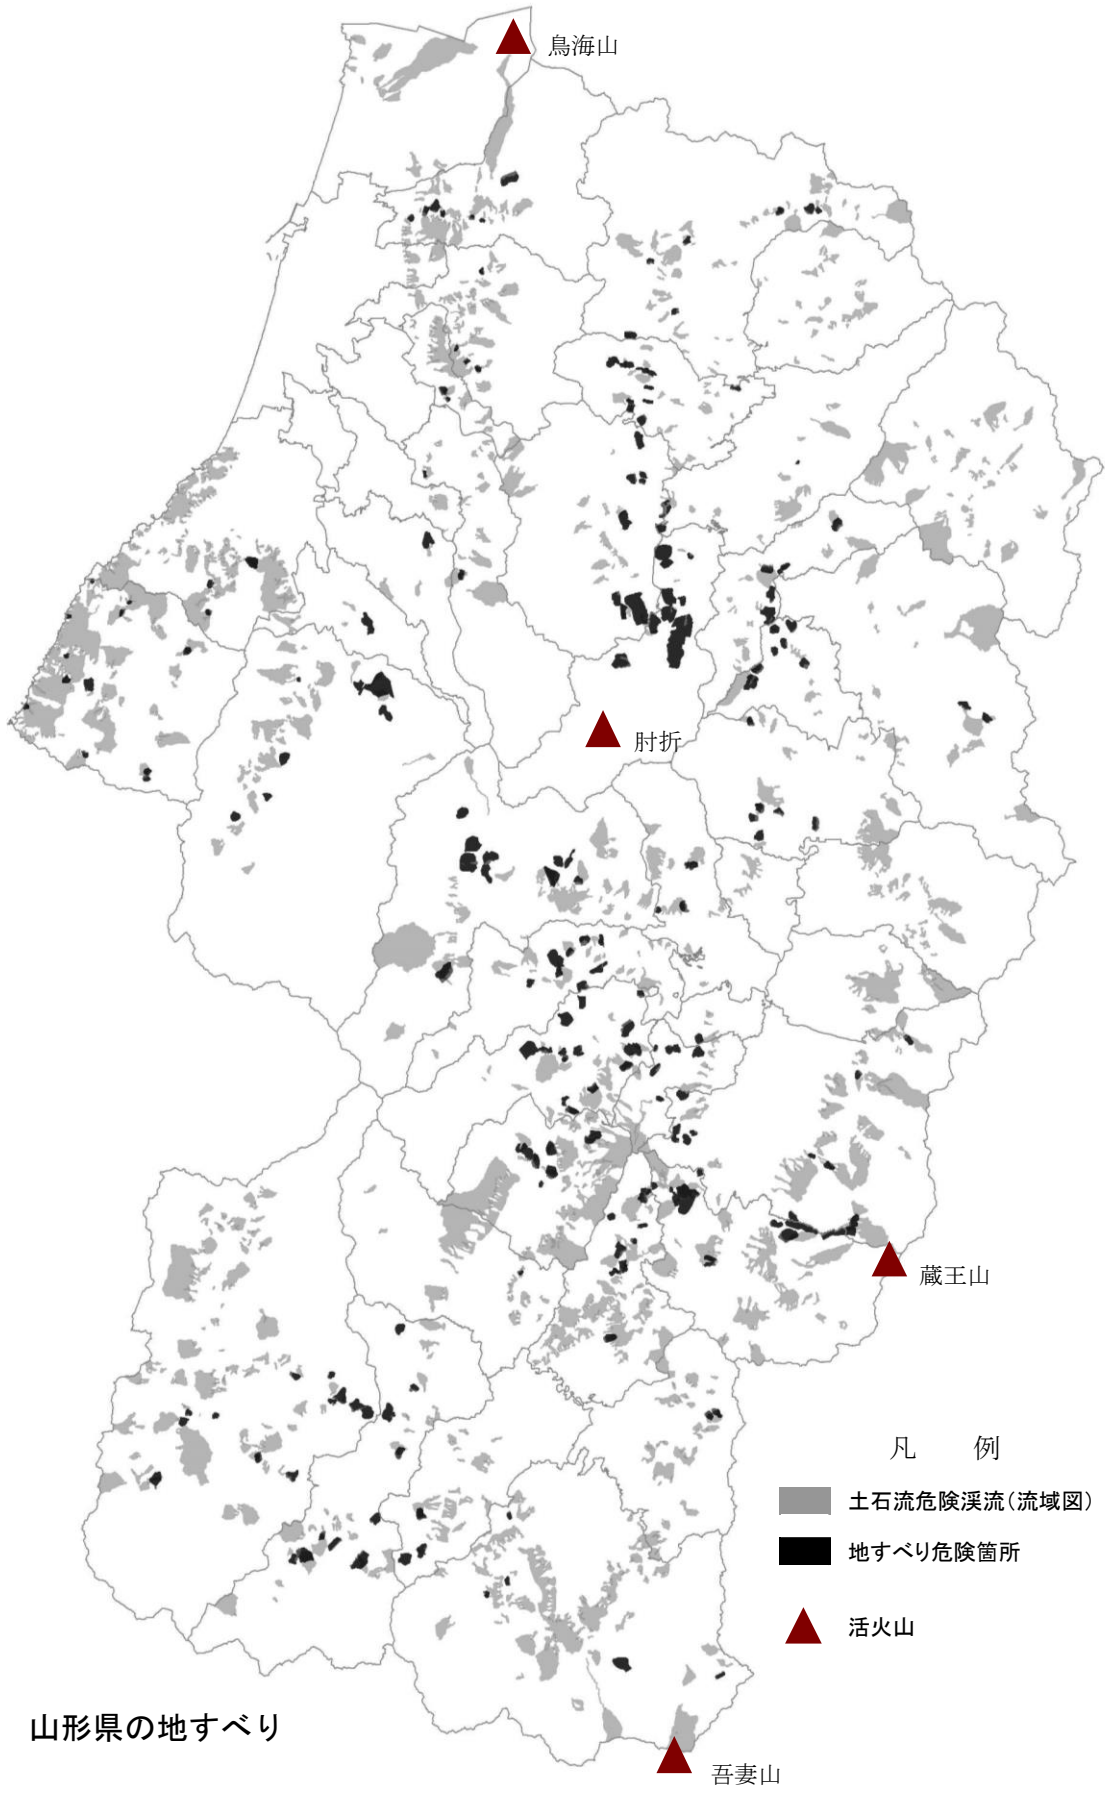 鳥海山
肘折
蔵王山
凡 例
土石流危険渓流(流域図)
地すべり危険箇所
活火山
山形県の地すべり
吾妻山